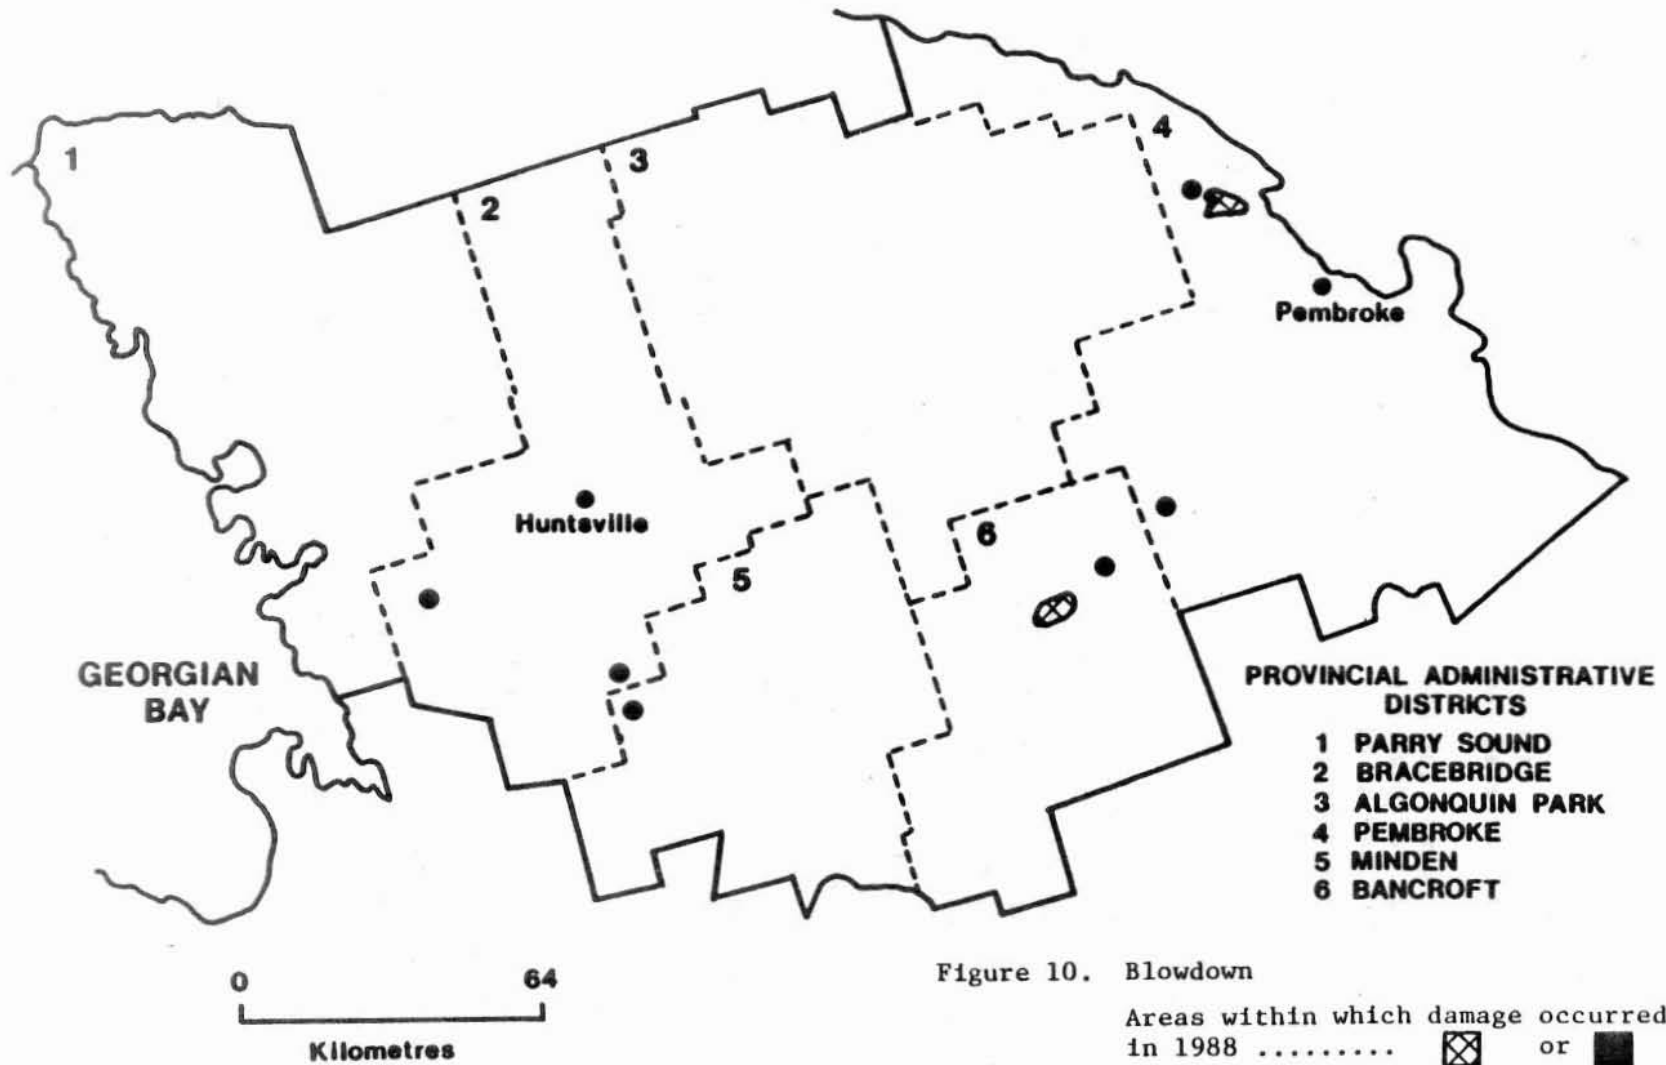 1
2
3
4
Pembroke
Huntsville
5
6
GEORGIAN
BAY
PROVINCIAL ADMINISTRATIVE
DISTRICTS
1 PARRY SOUND
2 BRACEBRIDGE
3 ALGONQUIN PARK
4 PEMBROKE
5 MINDEN
6 BANCROFT
0 64
Kilometres
Figure 10. Blowdown
Areas within which damage occurred
in 1988 ......... or